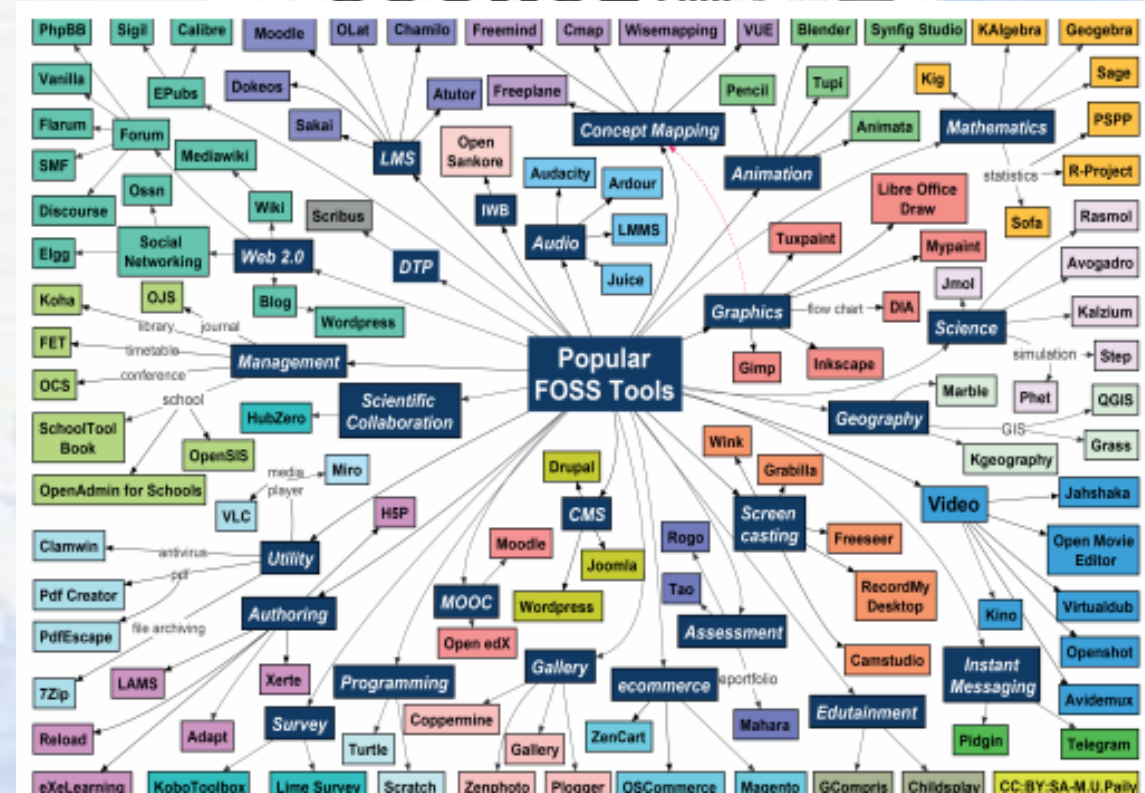 PhpBB
Sigil
Calibre
Moodle
OLat
Chamilo
Freemind
Cmap
Wisemapping
VUE
Blender
Synfig Studio
KAlgebra
Geogebra
Vanilla
EPubs
Dokeos
Atutor
Freeplane
Pencil
Tupi
Kig
Sage
Flarum
Forum
Sakai
Concept Mapping
Animata
Mathematics
PSPP
SMF
Mediawiki
LMS
Open
Sankore
Audacity
Ardour
Animation
statistics
R-Project
Discourse
Ossn
Wiki
Scribus
IWB
LMMS
Libre Office
Draw
Sofa
Rasmol
Elgg
Social
Networking
Web 2.0
DTP
Audio
Juice
Tuxpaint
Mypaint
Avogadro
Koha
OJS
Blog
Wordpress
Graphics
flow chart
DIA
Jmol
Science
Kalzium
library
journal
FET
timetable
Management
Popular
FOSS Tools
Gimp
Inkscape
simulation
Step
OCS
conference
school
Scientific
Collaboration
HubZero
Marble
Phet
QGIS
Geography
GIS
Grass
SchoolTool
Book
OpenSIS
Kgeography
OpenAdmin for Schools
media
player
Miro
VLC
Drupal
CMS
Wink
Grabilla
Screen
casting
Video
Jahshaka
H5P
Moodle
Joomla
Rogo
Freeseer
Open Movie
Editor
Clamwin
antivirus
Utility
Pdf Creator
pdf
Authoring
MOOC
Wordpress
Tao
RecordMy
Desktop
Kino
Virtualdub
PdfEscape
file archiving
Open edX
Assessment
Openshot
7Zip
LAMS
Xerte
Programming
Gallery
ecommerce
eportfolio
Camstudio
Instant
Messaging
Avidemux
Reload
Adapt
Survey
Turtle
Coppermine
Gallery
ZenCart
Mahara
Edutainment
Pidgin
Telegram
eXeLearning
KoboToolbox
Lime Survey
Scratch
Zenphoto
Plogger
OSCommerce
Magento
GCompris
Childsplay
CC:BY:SA-M.U.Paily